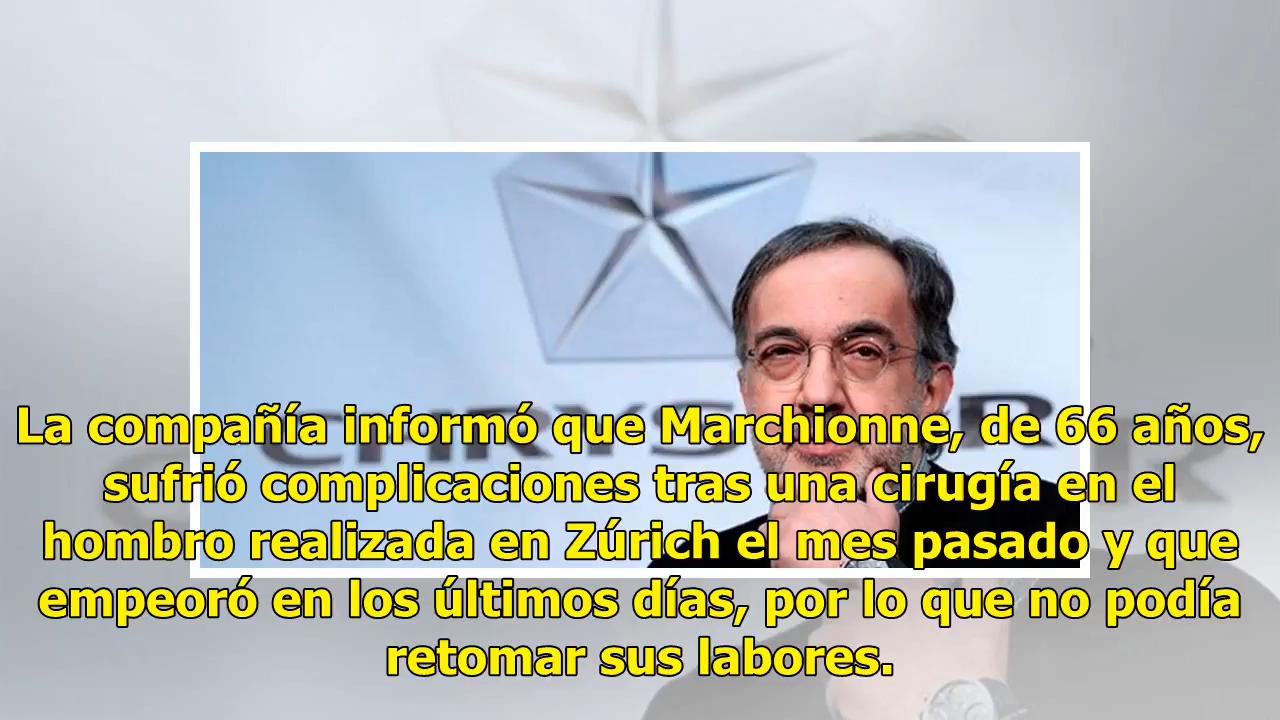 CHRYSLER
La compañía informó que Marchionne, de 66 años,
sufrió complicaciones tras una cirugía en el
hombro realizada en Zúrich el mes pasado y que
empeoró en los últimos días, por lo que no podía
retomar sus labores.